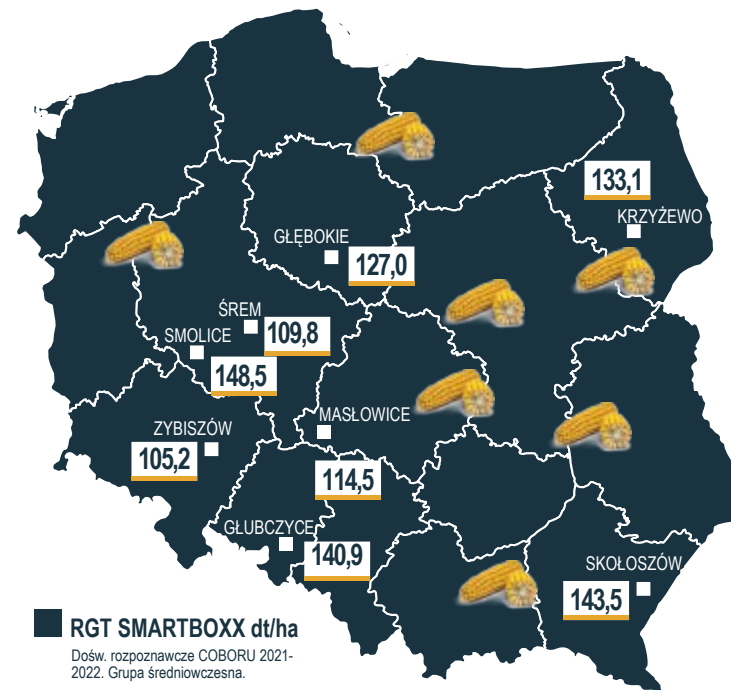 133,1
KRZYŻEWO
GŁĘBOKIE
127,0
ŚREM
109,8
SMOLICE
148,5
MASŁOWICE
114,5
ZYBISZÓW
105,2
GŁUBCZYCE
140,9
SKOŁOSZÓW
143,5
RGT SMARTBOXX dt/ha
Dośw. rozpoznawcze COBORU 2021-
2022. Grupa średniowczesna.